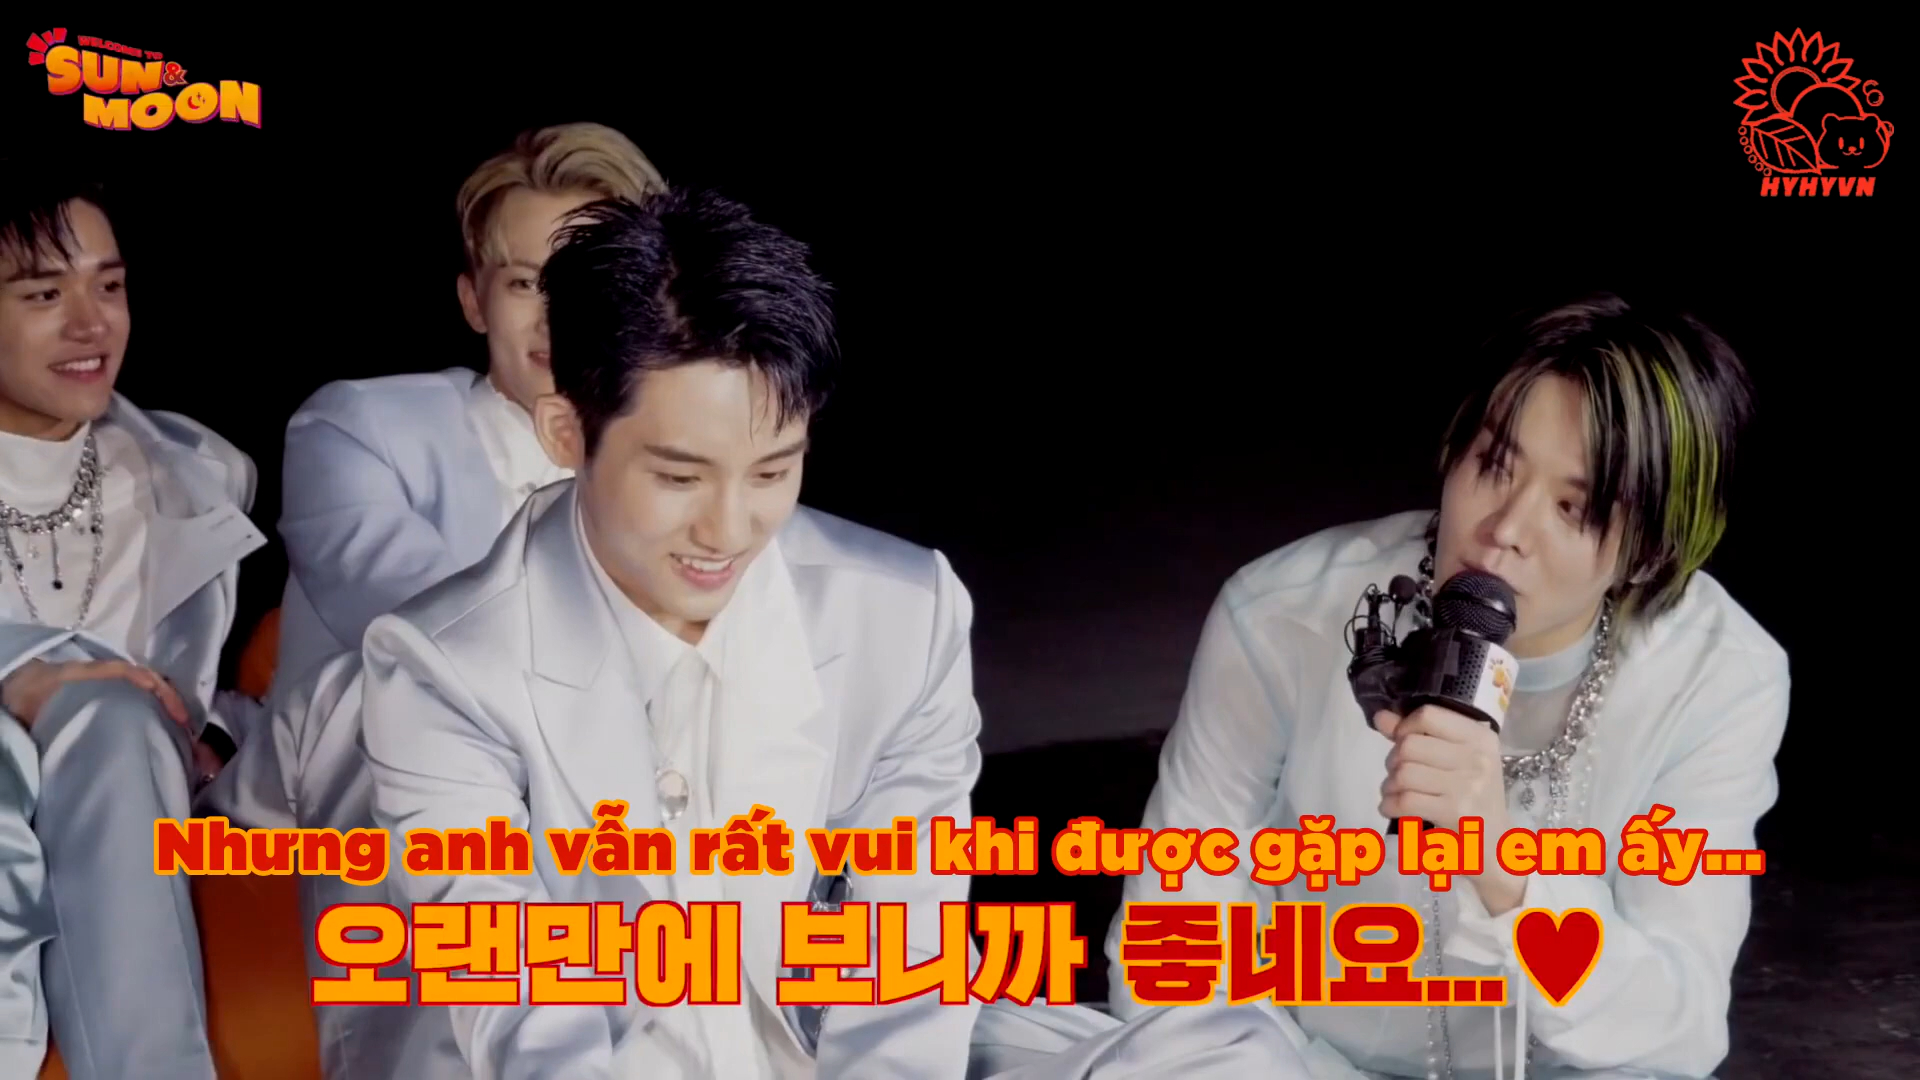 WELCOME TO
SUN &
MOON
HYHYVN
Nhưng anh vẫn rất vui khi được gặp lại em ấy...
오랜만에 보니까 좋네요...♥